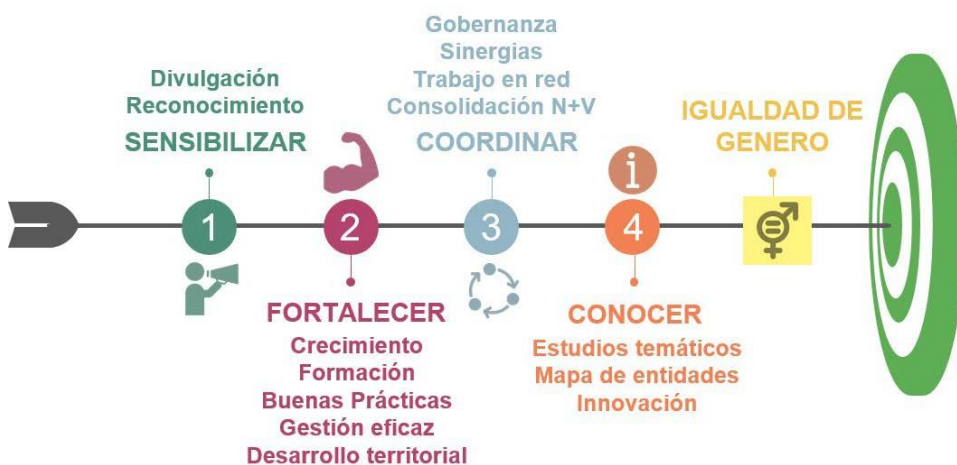 Divulgación
Reconocimiento
SENSIBILIZAR
1
2
FORTALECER
Crecimiento
Formación
Buenas Prácticas
Gestión eficaz
Desarrollo territorial
Gobernanza
Sinergias
Trabajo en red
Consolidación N+V
COORDINAR
3
i
4
CONOCER
Estudios temáticos
Mapa de entidades
Innovación
IGUALDAD DE
GENERO